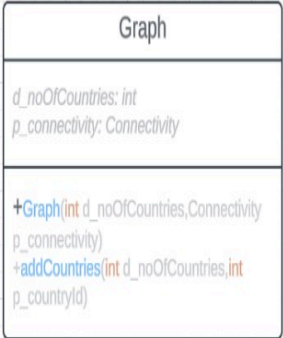 Graph
d_noOfCountries: int
p_connectivity: Connectivity
+Graph(int d_noOfCountries,Connectivity
p_connectivity)
+addCountries(int d_noOfCountries,int
p_countryId)